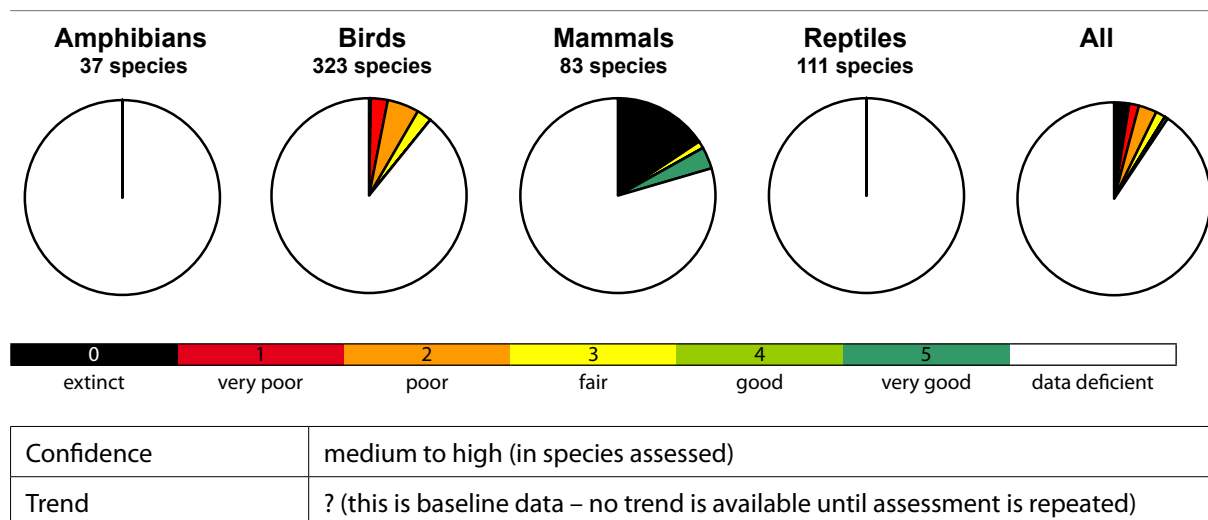 Amphibians
37 species
Birds
323 species
Mammals
83 species
Reptiles
111 species
All
0 1 2 3 4 5
extinct very poor poor fair good very good data deficient
Confidence medium to high (in species assessed)
Trend ? (this is baseline data – no trend is available until assessment is repeated)